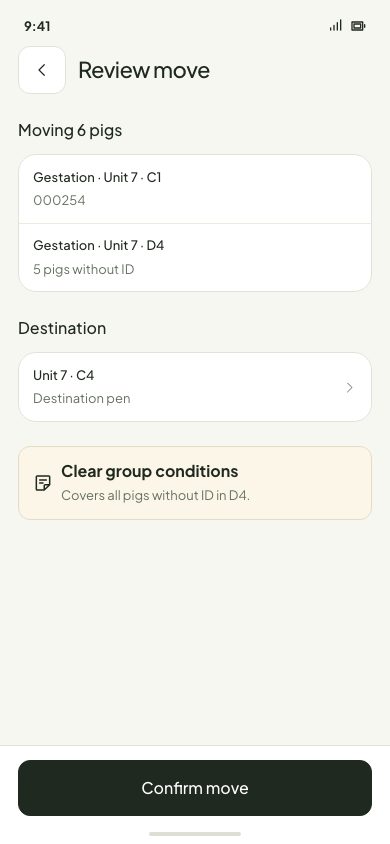 9:41
Review move
Moving 6 pigs
Gestation · Unit 7 · C1
000254
Gestation · Unit 7 · D4
5 pigs without ID
Destination
Unit 7 · C4
Destination pen
Clear group conditions
Covers all pigs without ID in D4.
Confirm move